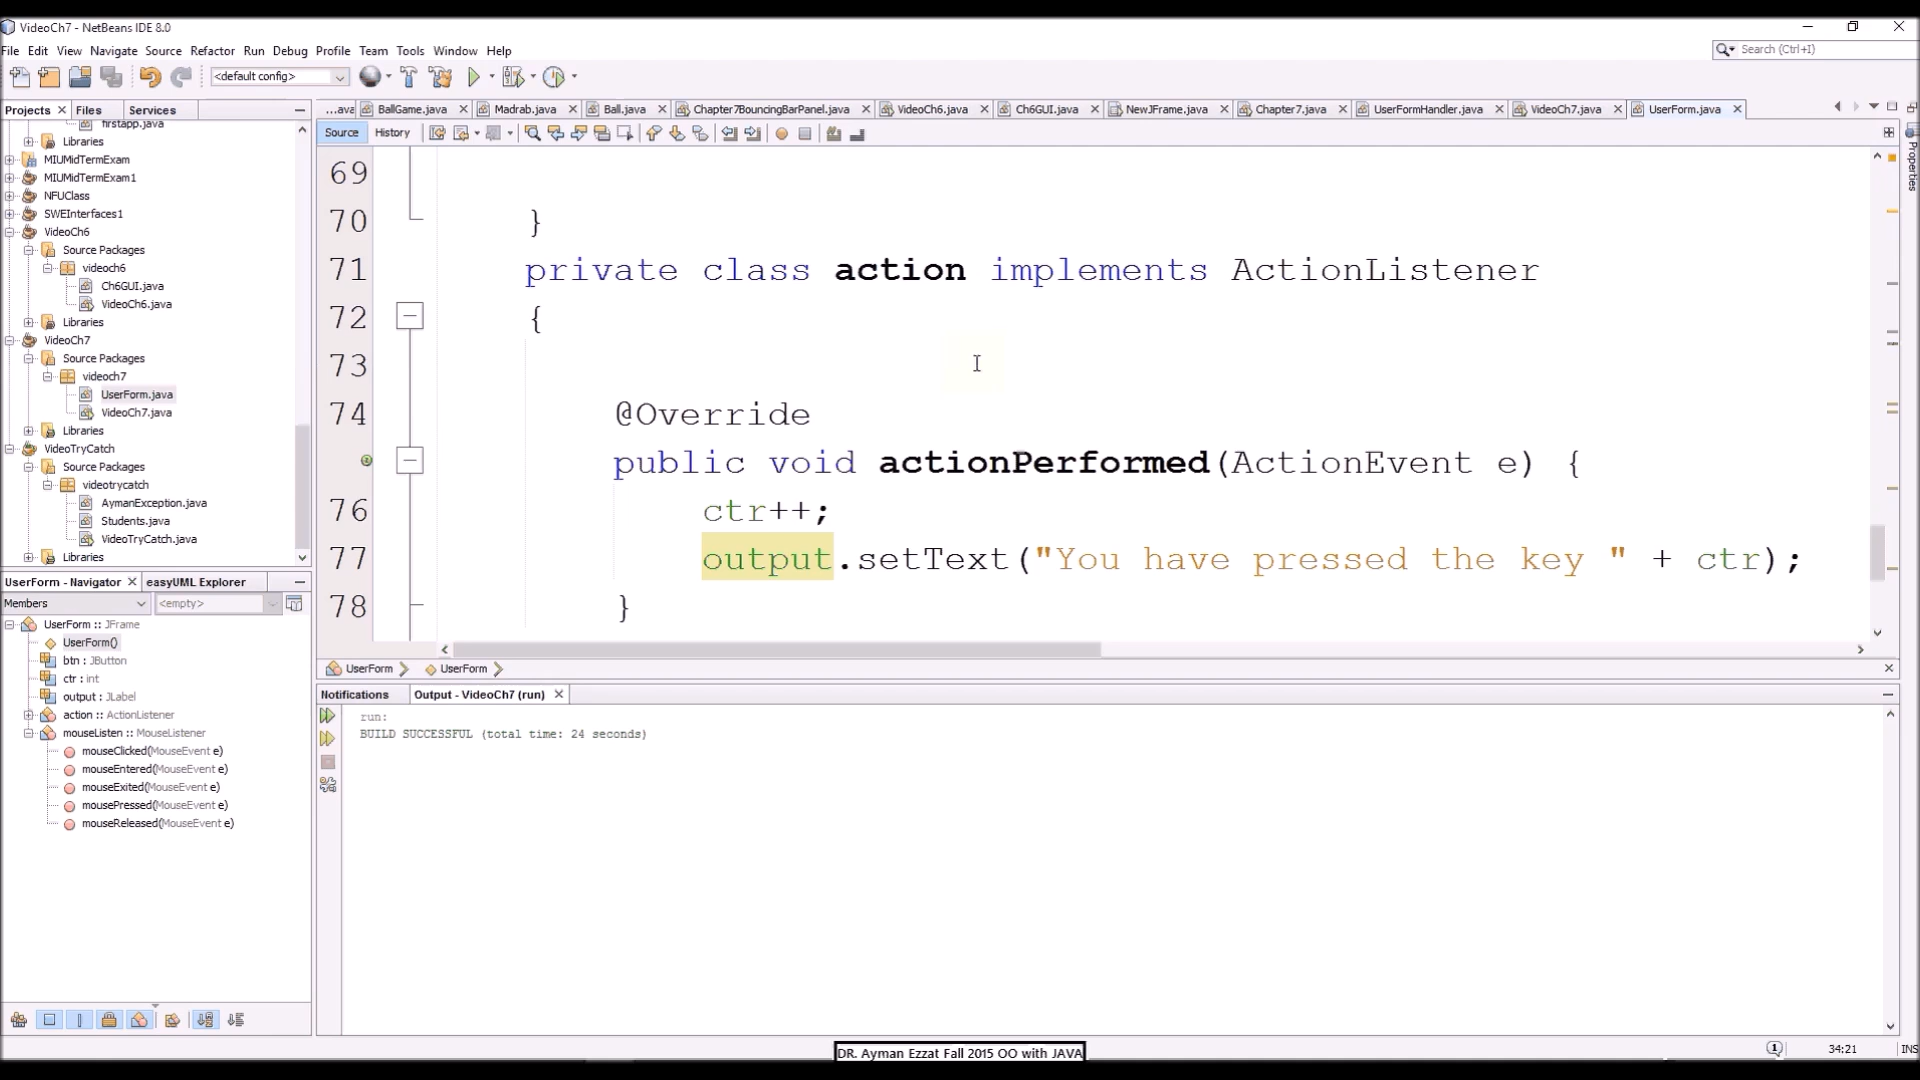 VideoCh7 - NetBeans IDE 8.0
File Edit View Navigate Source Refactor Run Debug Profile Team Tools Window Help
Search (Ctrl+I)
<default config>
Projects Files Services
...ava BallGame.java Madrab.java Ball.java Chapter7BouncingBarPanel.java VideoCh6.java Ch6GUI.java NewJFrame.java Chapter7.java UserFormHandler.java VideoCh7.java UserForm.java
Source History
Properties
firstapp.java
Libraries
MIUMidTermExam
MIUMidTermExam1
NFUClass
SWEInterfaces1
VideoCh6
Source Packages
videoch6
Ch6GUI.java
VideoCh6.java
Libraries
VideoCh7
Source Packages
videoch7
UserForm.java
VideoCh7.java
Libraries
VideoTryCatch
Source Packages
videotrycatch
AymanException.java
Students.java
VideoTryCatch.java
Libraries
69
70 }
71 private class action implements ActionListener
72 {
73
74 @Override
public void actionPerformed(ActionEvent e) {
76 ctr++;
77 output.setText("You have pressed the key " + ctr);
78 }
UserForm UserForm
UserForm - Navigator easyUML Explorer
Members <empty>
UserForm :: JFrame
UserForm()
btn : JButton
ctr : int
output : JLabel
action :: ActionListener
mouseListen :: MouseListener
mouseClicked(MouseEvent e)
mouseEntered(MouseEvent e)
mouseExited(MouseEvent e)
mousePressed(MouseEvent e)
mouseReleased(MouseEvent e)
Notifications Output - VideoCh7 (run)
run:
BUILD SUCCESSFUL (total time: 24 seconds)
DR. Ayman Ezzat Fall 2015 OO with JAVA
1 34:21 INS